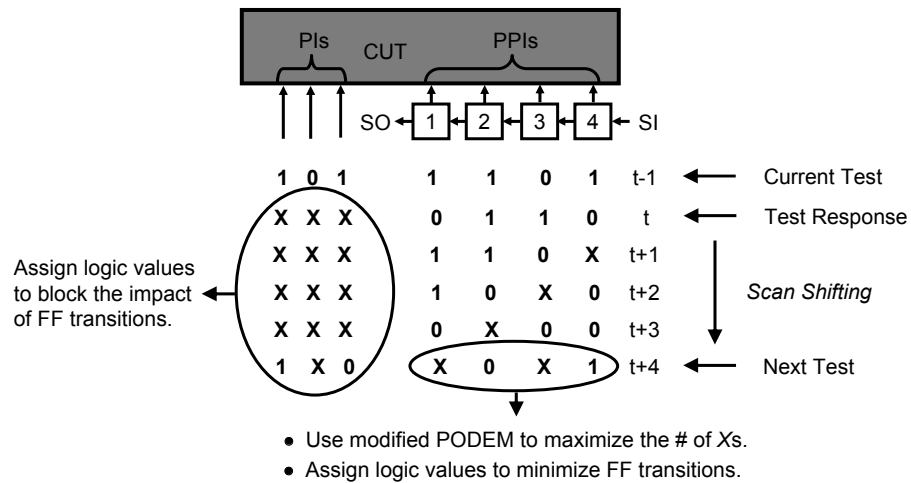 PIs CUT PPIs
SO 1 2 3 4 SI
1 0 1 1 1 0 1 t-1 Current Test
X X X 0 1 1 0 t Test Response
X X X 1 1 0 X t+1
X X X 1 0 X 0 t+2
X X X 0 X 0 0 t+3
1 X 0 X 0 X 1 t+4 Next Test
Assign logic values
to block the impact
of FF transitions.
Scan Shifting
• Use modified PODEM to maximize the # of Xs.
• Assign logic values to minimize FF transitions.